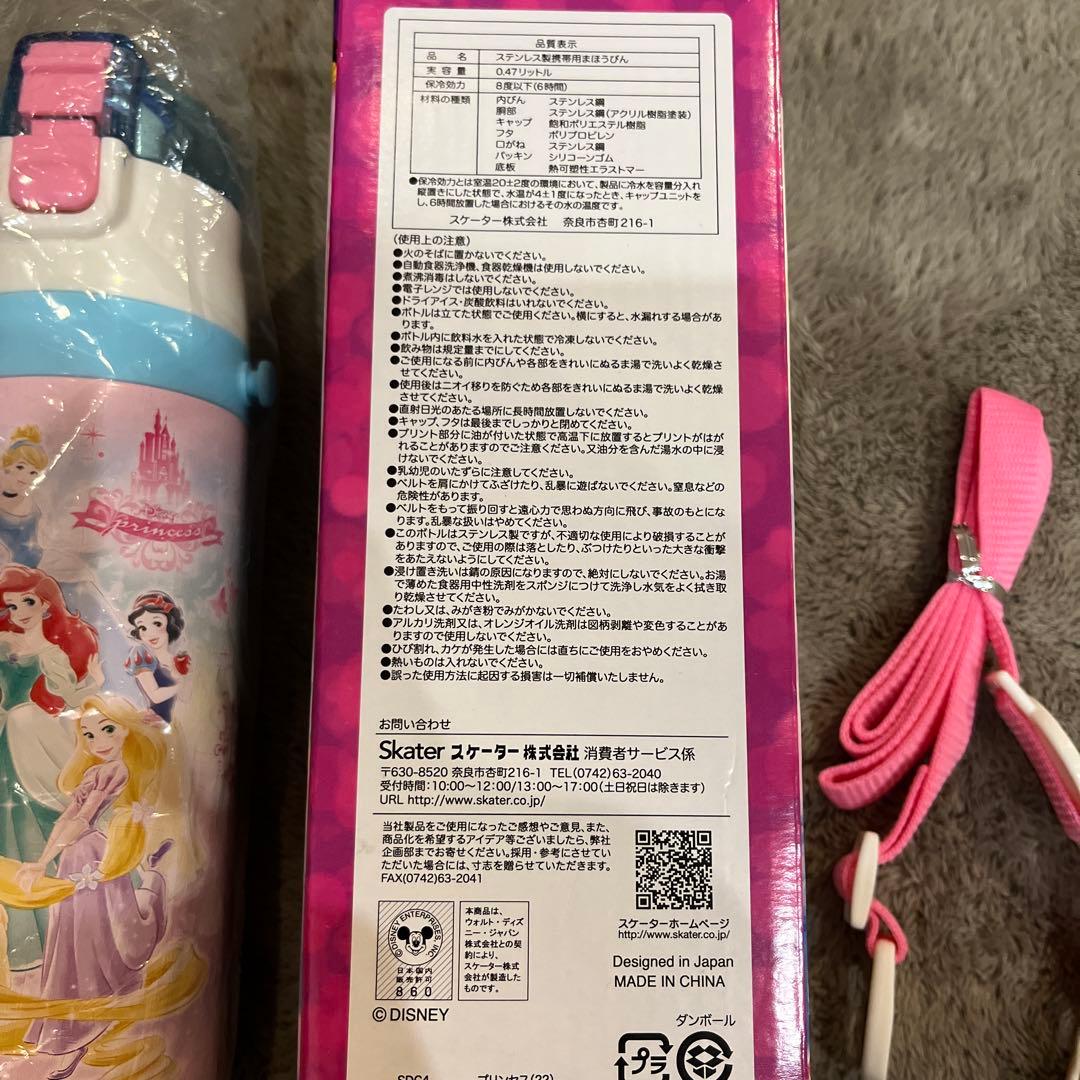 品質表示
品名 ステンレス製携帯用まほうびん
実容量 0.47リットル
保冷効力 8度以下(6時間)
材料の種類 内びん ステンレス鋼
胴部 ステンレス鋼(アクリル樹脂塗装)
キャップ 飽和ポリエステル樹脂
フタ ポリプロピレン
口がね ステンレス鋼
パッキン シリコーンゴム
底板 熱可塑性エラストマー
●保冷効力とは室温20±2度の環境において、製品に冷水を容量分入れ
縦置きにした状態で、水温が4±1度になったとき、キャップユニットを
し、6時間放置した場合におけるその水の温度です。
スケーター株式会社 奈良市杏町216-1
(使用上の注意)
●火のそばに置かないでください。
●自動食器洗浄機、食器乾燥機は使用しないでください。
●煮沸消毒はしないでください。
●電子レンジでは使用しないでください。
●ドライアイス・炭酸飲料はいれないでください。
●ボトルは立てた状態でご使用ください。横にすると、水漏れする場合があ
ります。
●ボトル内に飲料水を入れた状態で冷凍しないでください。
●飲み物は規定量までにしてください。
●ご使用になる前に内びんや各部をきれいにぬるま湯で洗いよく乾燥さ
せてください。
●使用後はニオイ移りを防ぐため各部をきれいにぬるま湯で洗いよく乾燥
させてください。
●直射日光のあたる場所に長時間放置しないでください。
●キャップ、フタは最後までしっかりと閉めてください。
●プリント部分に油が付いた状態で高温下に放置するとプリントがはが
れることがありますのでご注意ください。又油分を含んだ湯水の中に浸
けないでください。
●乳幼児のいたずらに注意してください。
●ベルトを肩にかけてふざけたり、乱暴に遊ばないでください。窒息などの
危険性があります。
●ベルトをもって振り回すと遠心力で思わぬ方向に飛び、事故のもとにな
ります。乱暴な扱いはやめてください。
●このボトルはステンレス製ですが、不適切な使用により破損することが
ありますので、ご使用の際は落としたり、ぶつけたりといった大きな衝撃
をあたえないようにしてください。
●浸け置き洗いは錆の原因になりますので、絶対にしないでください。お湯
で薄めた食器用中性洗剤をスポンジにつけて洗浄し水気をよく拭き取
り乾燥させてください。
●たわし又は、みがき粉でみがかないでください。
●アルカリ洗剤又は、オレンジオイル洗剤は図柄剥離や変色することがあ
りますので使用しないでください。
●ひび割れ、カケが発生した場合には直ちにご使用をおやめください。
●熱いものは入れないでください。
●誤った使用方法に起因する損害は一切補償いたしません。
お問い合わせ
Skater スケーター株式会社 消費者サービス係
〒630-8520 奈良市杏町216-1 TEL(0742)63-2040
受付時間:10:00~12:00/13:00~17:00(土日祝日は除きます)
URL http://www.skater.co.jp/
当社製品をご使用になったご感想やご意見、また、
商品化を希望するアイデア等ございましたら、弊社
企画部までお寄せください。採用・参考にさせてい
ただいた場合には、寸志を贈らせていただきます。
FAX(0742)63-2041
スケーターホームページ
http://www.skater.co.jp/
©DISNEY ENTERPRISES, INC.
日本国内
販売許可
860
本商品は、
ウォルト・ディズ
ニー・ジャパン
株式会社との契
約により、
スケーター株式
会社が製造した
ものです。
© DISNEY
Designed in Japan
MADE IN CHINA
ダンボール
プラ
SDC4 プリンセス(22)
Disney
princess